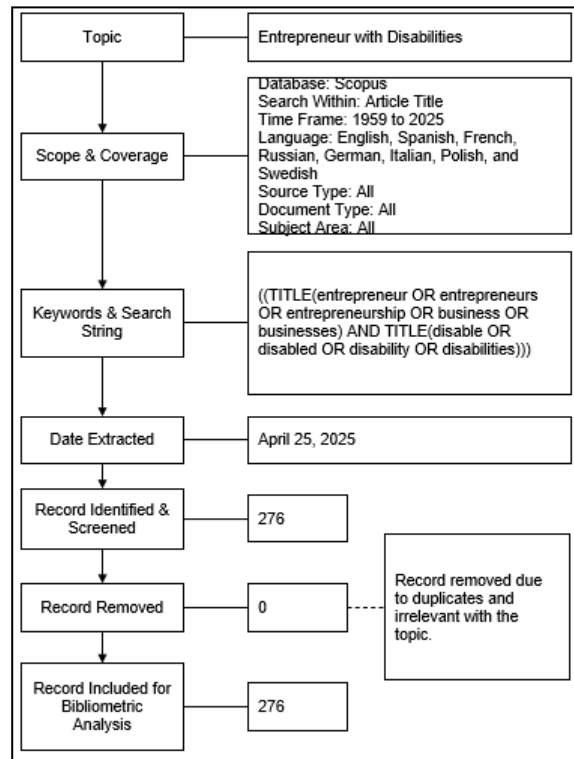 Topic
Entrepreneur with Disabilities
Scope & Coverage
Database: Scopus
Search Within: Article Title
Time Frame: 1959 to 2025
Language: English, Spanish, French,
Russian, German, Italian, Polish, and
Swedish
Source Type: All
Document Type: All
Subject Area: All
Keywords & Search
String
((TITLE(entrepreneur OR entrepreneurs
OR entrepreneurship OR business OR
businesses) AND TITLE(disable OR
disabled OR disability OR disabilities)))
Date Extracted
April 25, 2025
Record Identified &
Screened
276
Record Removed
0
Record removed due
to duplicates and
irrelevant with the
topic.
Record Included for
Bibliometric
Analysis
276